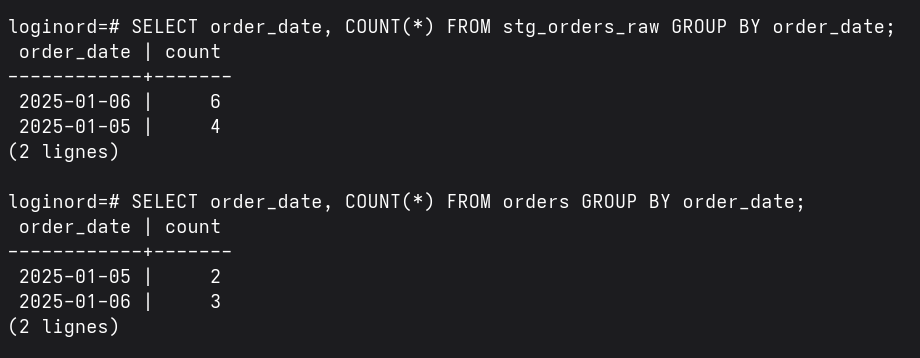 loginord=# SELECT order_date, COUNT(*) FROM stg_orders_raw GROUP BY order_date;
 order_date | count
------------+-------
 2025-01-06 |     6
 2025-01-05 |     4
(2 lignes)

loginord=# SELECT order_date, COUNT(*) FROM orders GROUP BY order_date;
 order_date | count
------------+-------
 2025-01-05 |     2
 2025-01-06 |     3
(2 lignes)